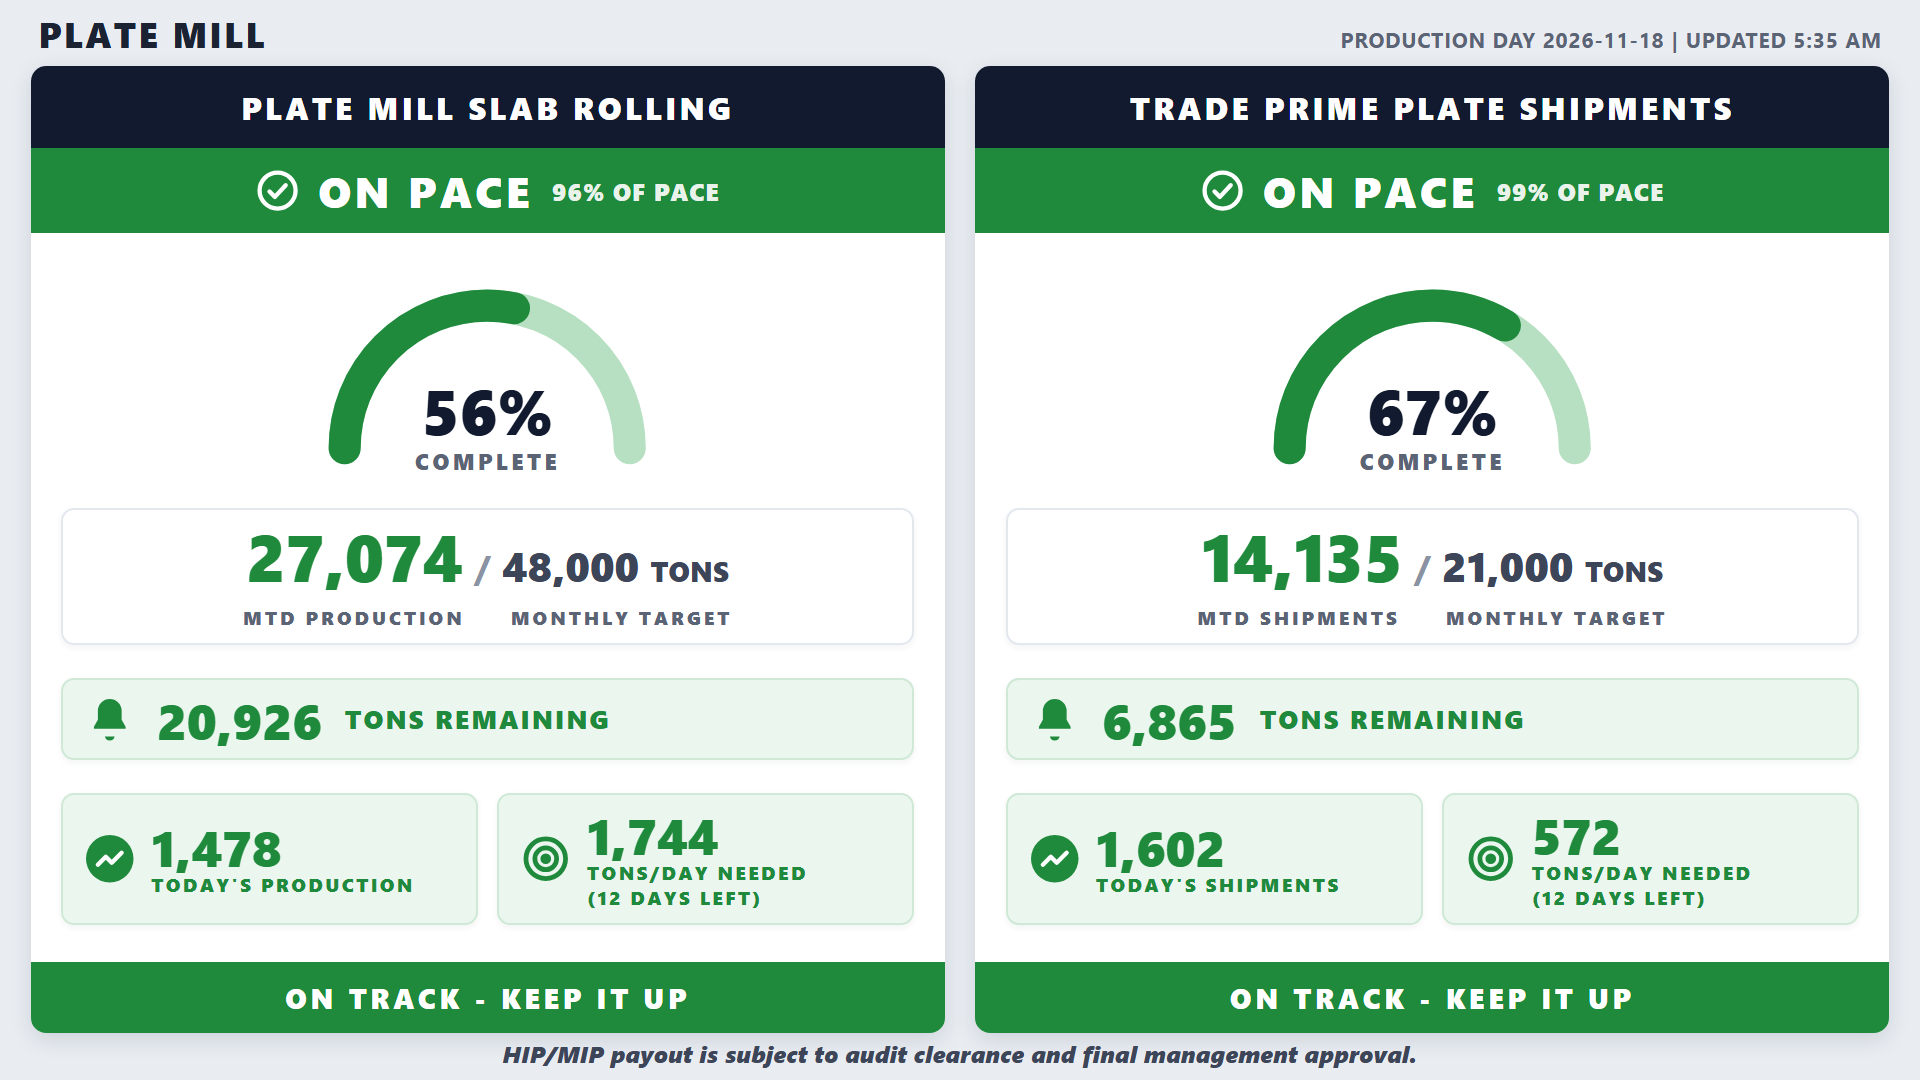 PLATE MILL
PRODUCTION DAY 2026-11-18 | UPDATED 5:35 AM
PLATE MILL SLAB ROLLING
ON PACE 96% OF PACE
56%
COMPLETE
27,074 / 48,000 TONS
MTD PRODUCTION MONTHLY TARGET
20,926 TONS REMAINING
1,478
TODAY'S PRODUCTION
1,744
TONS/DAY NEEDED
(12 DAYS LEFT)
ON TRACK - KEEP IT UP
TRADE PRIME PLATE SHIPMENTS
ON PACE 99% OF PACE
67%
COMPLETE
14,135 / 21,000 TONS
MTD SHIPMENTS MONTHLY TARGET
6,865 TONS REMAINING
1,602
TODAY'S SHIPMENTS
572
TONS/DAY NEEDED
(12 DAYS LEFT)
ON TRACK - KEEP IT UP
HIP/MIP payout is subject to audit clearance and final management approval.